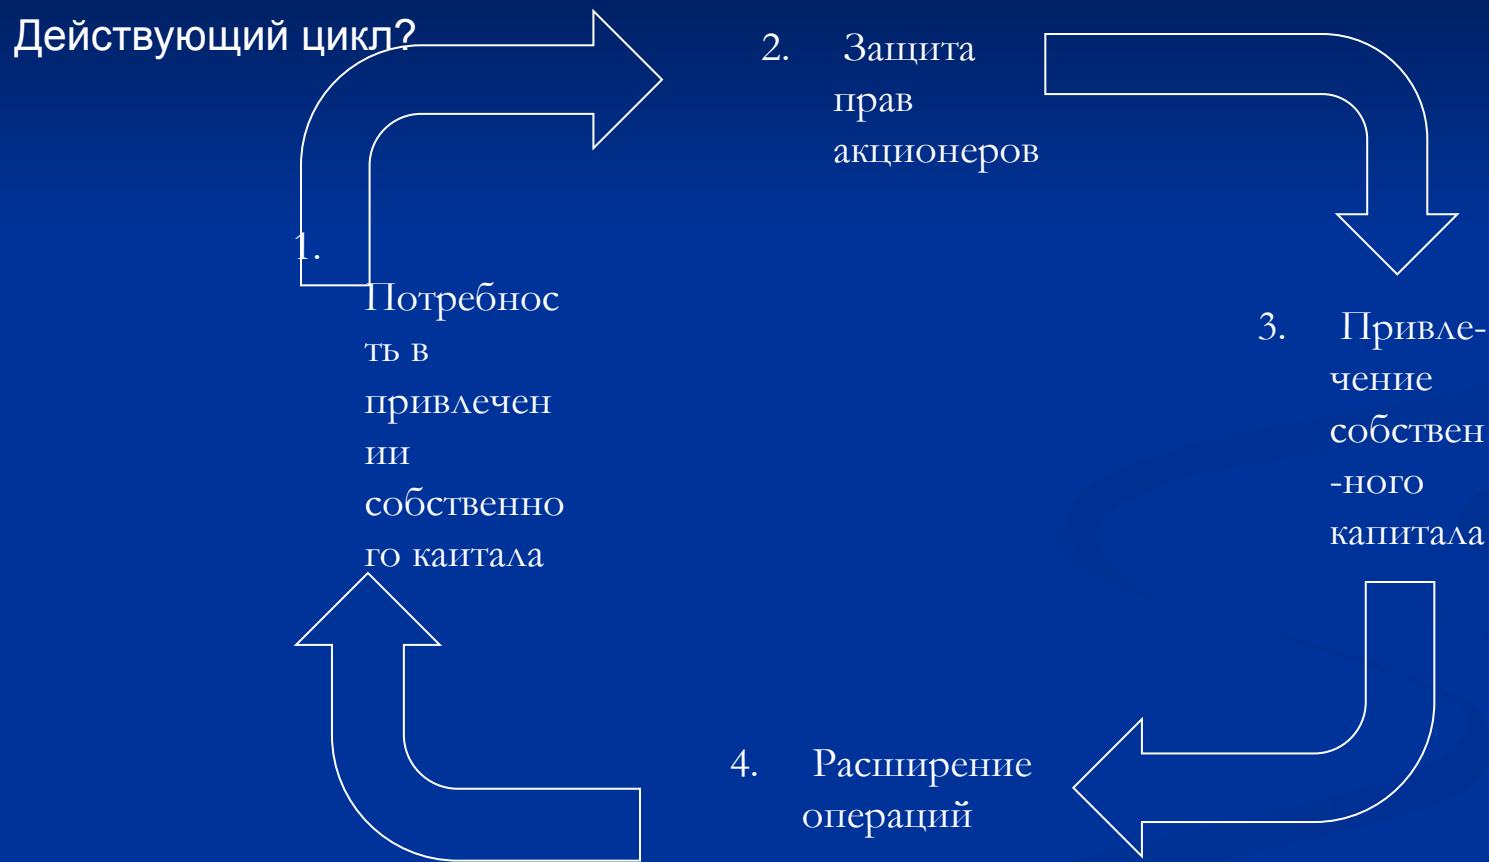 Действующий цикл?
2. Защита
прав
акционеров
1.
Потребнос
ть в
привлечен
ии
собственно
го каитала
3. Привле-
чение
собствен
-ного
капитала
4. Расширение
операций